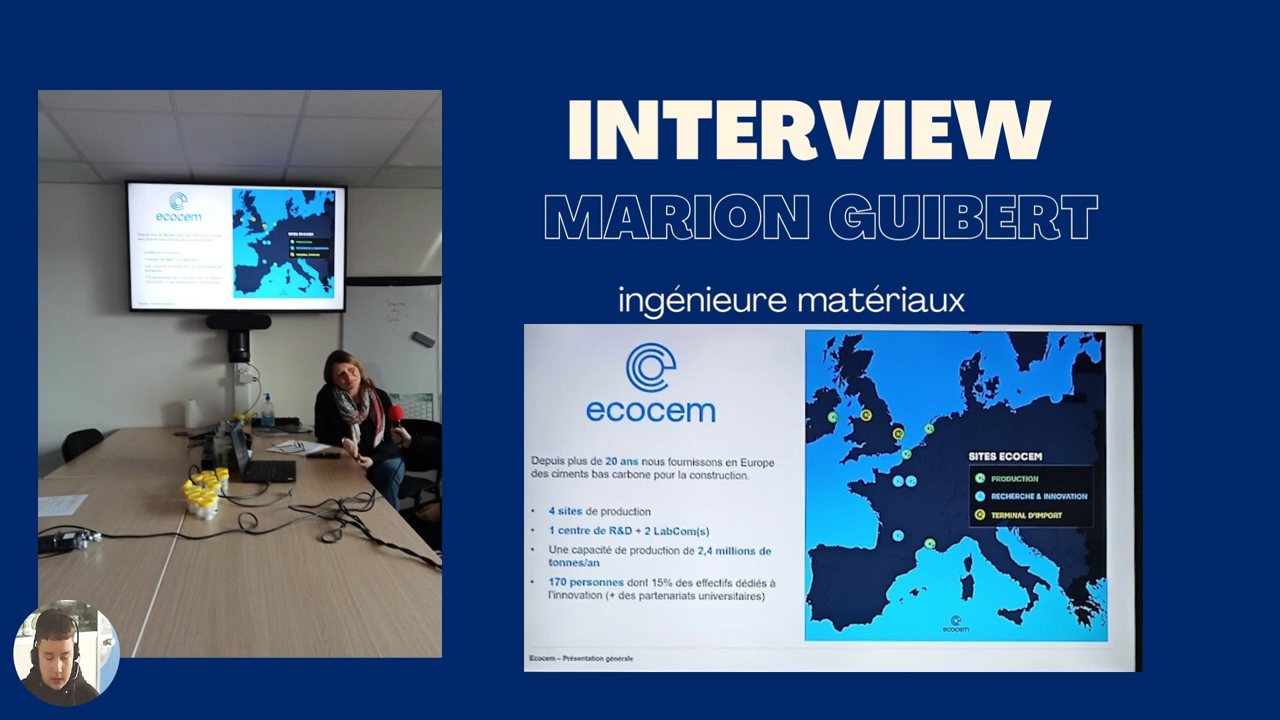 INTERVIEW
MARION GUIBERT
ingénieure matériaux
ecocem
ecocem
Depuis plus de 20 ans nous fournissons en Europe
des ciments bas carbone pour la construction.
• 4 sites de production
• 1 centre de R&D + 2 LabCom(s)
• Une capacité de production de 2,4 millions de
tonnes/an
• 170 personnes dont 15% des effectifs dédiés à
l'innovation (+ des partenariats universitaires)
Ecocem – Présentation générale
SITES ECOCEM
PRODUCTION
RECHERCHE & INNOVATION
TERMINAL D'IMPORT
ecocem